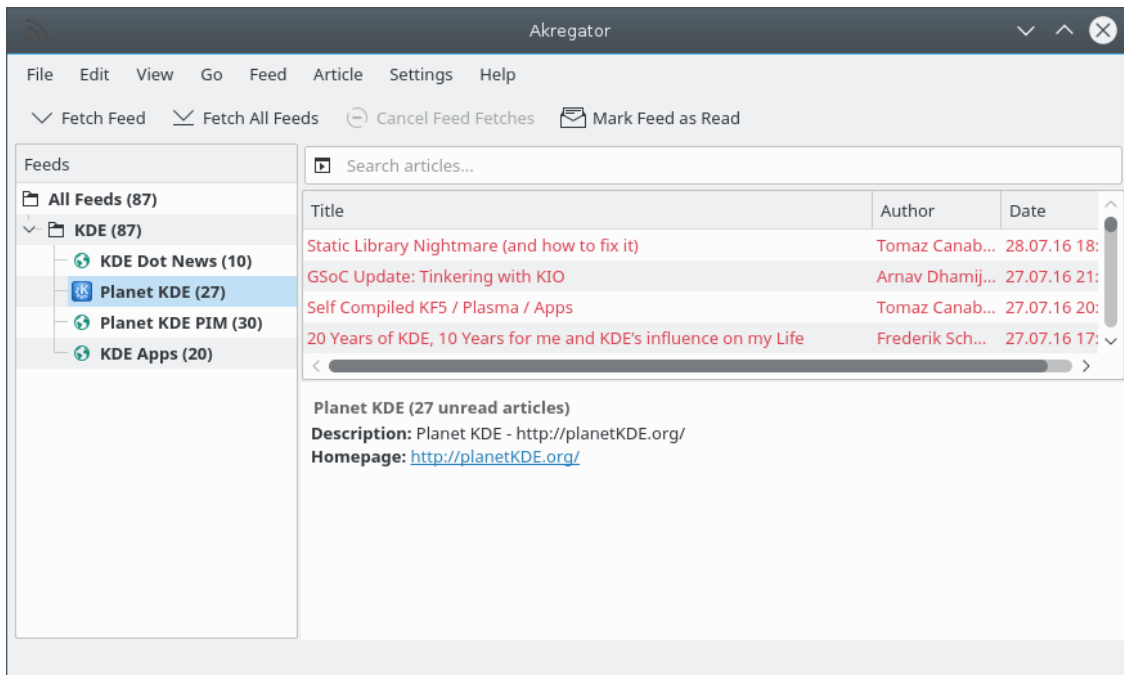 Akregator
File Edit View Go Feed Article Settings Help
Fetch Feed Fetch All Feeds Cancel Feed Fetches Mark Feed as Read
Feeds
All Feeds (87)
KDE (87)
KDE Dot News (10)
Planet KDE (27)
Planet KDE PIM (30)
KDE Apps (20)
Search articles...
Title Author Date
Static Library Nightmare (and how to fix it) Tomaz Canab... 28.07.16 18:
GSoC Update: Tinkering with KIO Arnav Dhamij... 27.07.16 21:
Self Compiled KF5 / Plasma / Apps Tomaz Canab... 27.07.16 20:
20 Years of KDE, 10 Years for me and KDE’s influence on my Life Frederik Sch... 27.07.16 17:
Planet KDE (27 unread articles)
Description: Planet KDE - http://planetKDE.org/
Homepage: http://planetKDE.org/